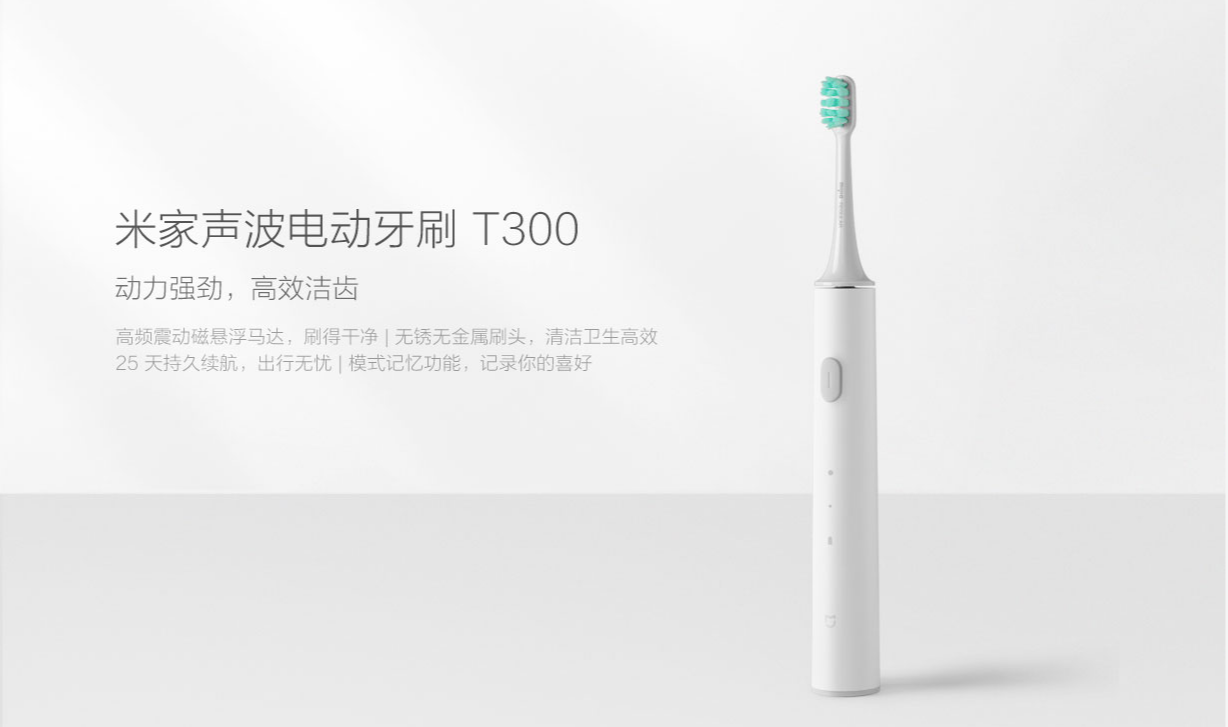 米家声波电动牙刷 T300
动力强劲，高效洁齿
高频震动磁悬浮马达，刷得干净 | 无锈无金属刷头，清洁卫生高效
25 天持久续航，出行无忧 | 模式记忆功能，记录你的喜好